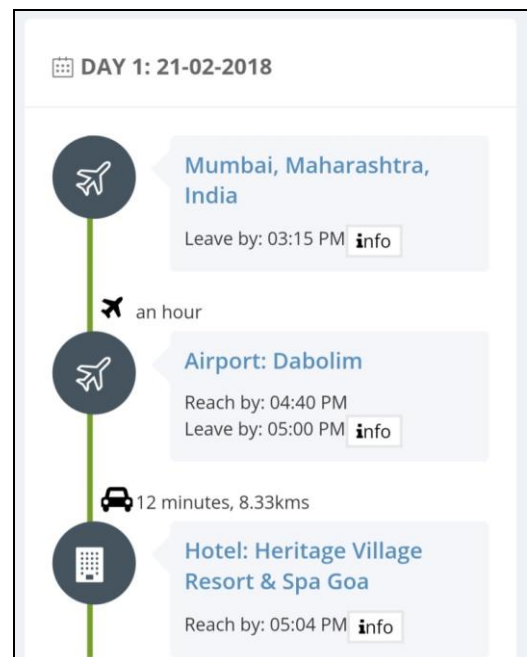 DAY 1: 21-02-2018
Mumbai, Maharashtra,
India
Leave by: 03:15 PM info
an hour
Airport: Dabolim
Reach by: 04:40 PM
Leave by: 05:00 PM info
12 minutes, 8.33kms
Hotel: Heritage Village
Resort & Spa Goa
Reach by: 05:04 PM info